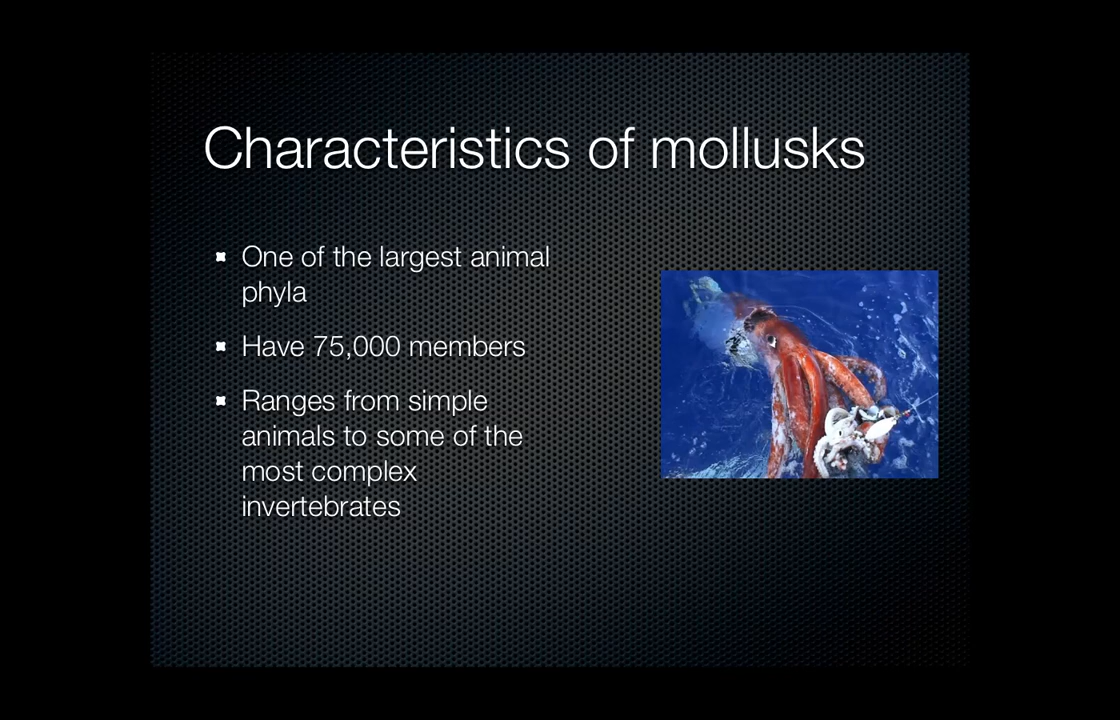 Characteristics of mollusks
One of the largest animal
phyla
Have 75,000 members
Ranges from simple
animals to some of the
most complex
invertebrates